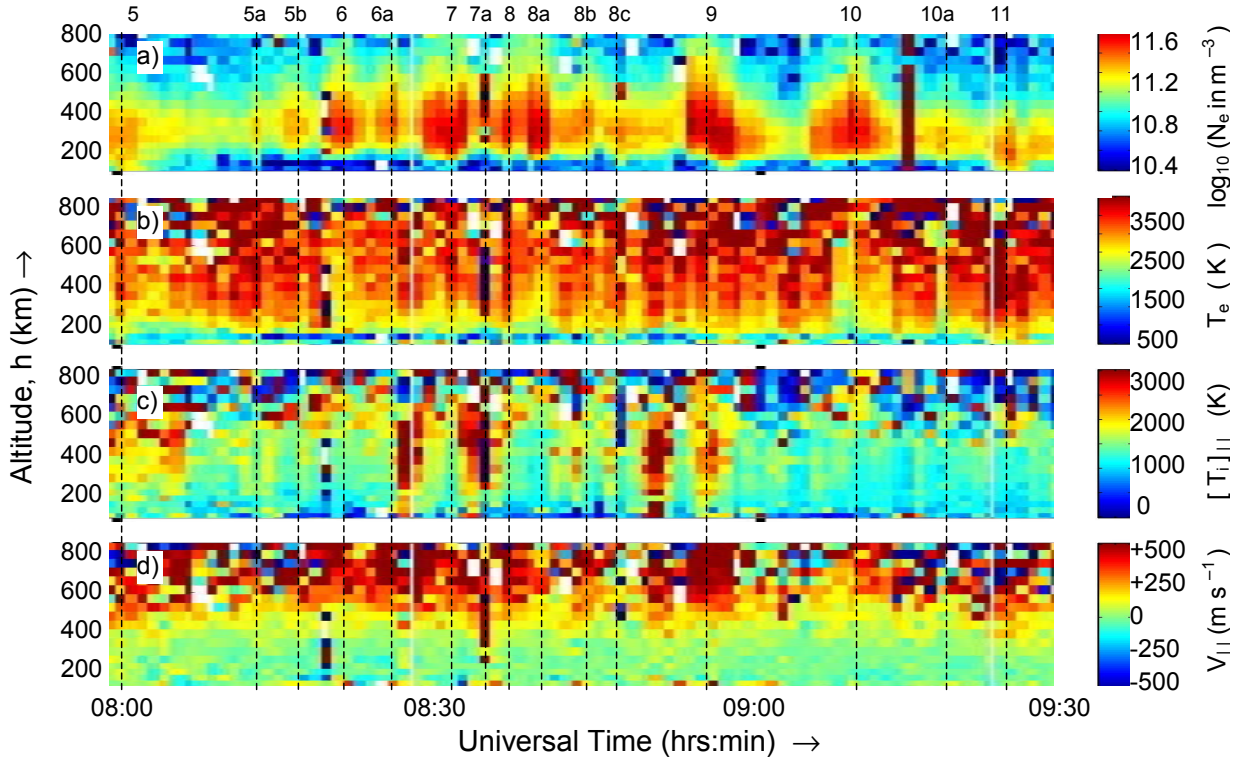 5 5a 5b 6 6a 7 7a 8 8a 8b 8c 9 10 10a 11
a)
800
600
400
200
11.6
11.2
10.8
10.4
log10 (Ne in m−3)
b)
800
600
400
200
3500
2500
1500
500
Te ( K )
c)
800
600
400
200
3000
2000
1000
0
[ Ti ]|| (K)
d)
800
600
400
200
+500
+250
0
-250
-500
V|| (m s−1)
Altitude, h (km) →
08:00 08:30 09:00 09:30
Universal Time (hrs:min) →